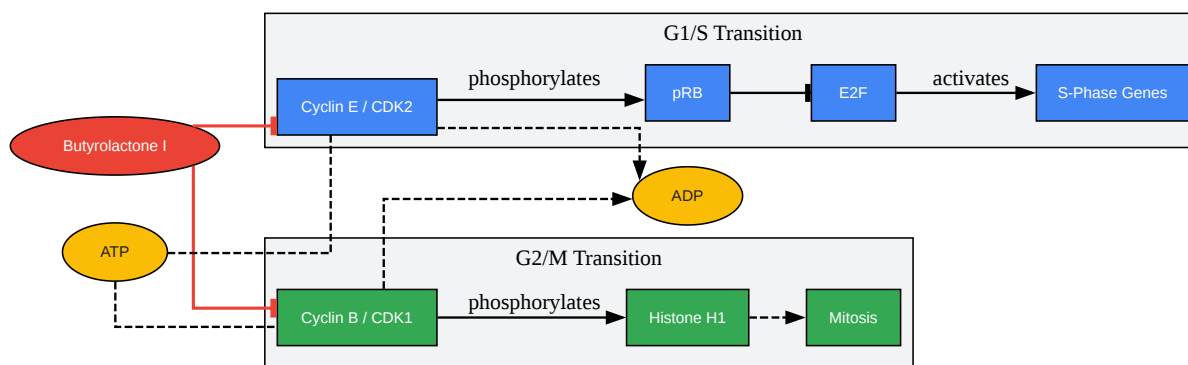 G1/S Transition
phosphorylates
activates
Cyclin E / CDK2
pRB
E2F
S-Phase Genes
Butyrolactone I
ADP
ATP
G2/M Transition
phosphorylates
Cyclin B / CDK1
Histone H1
Mitosis